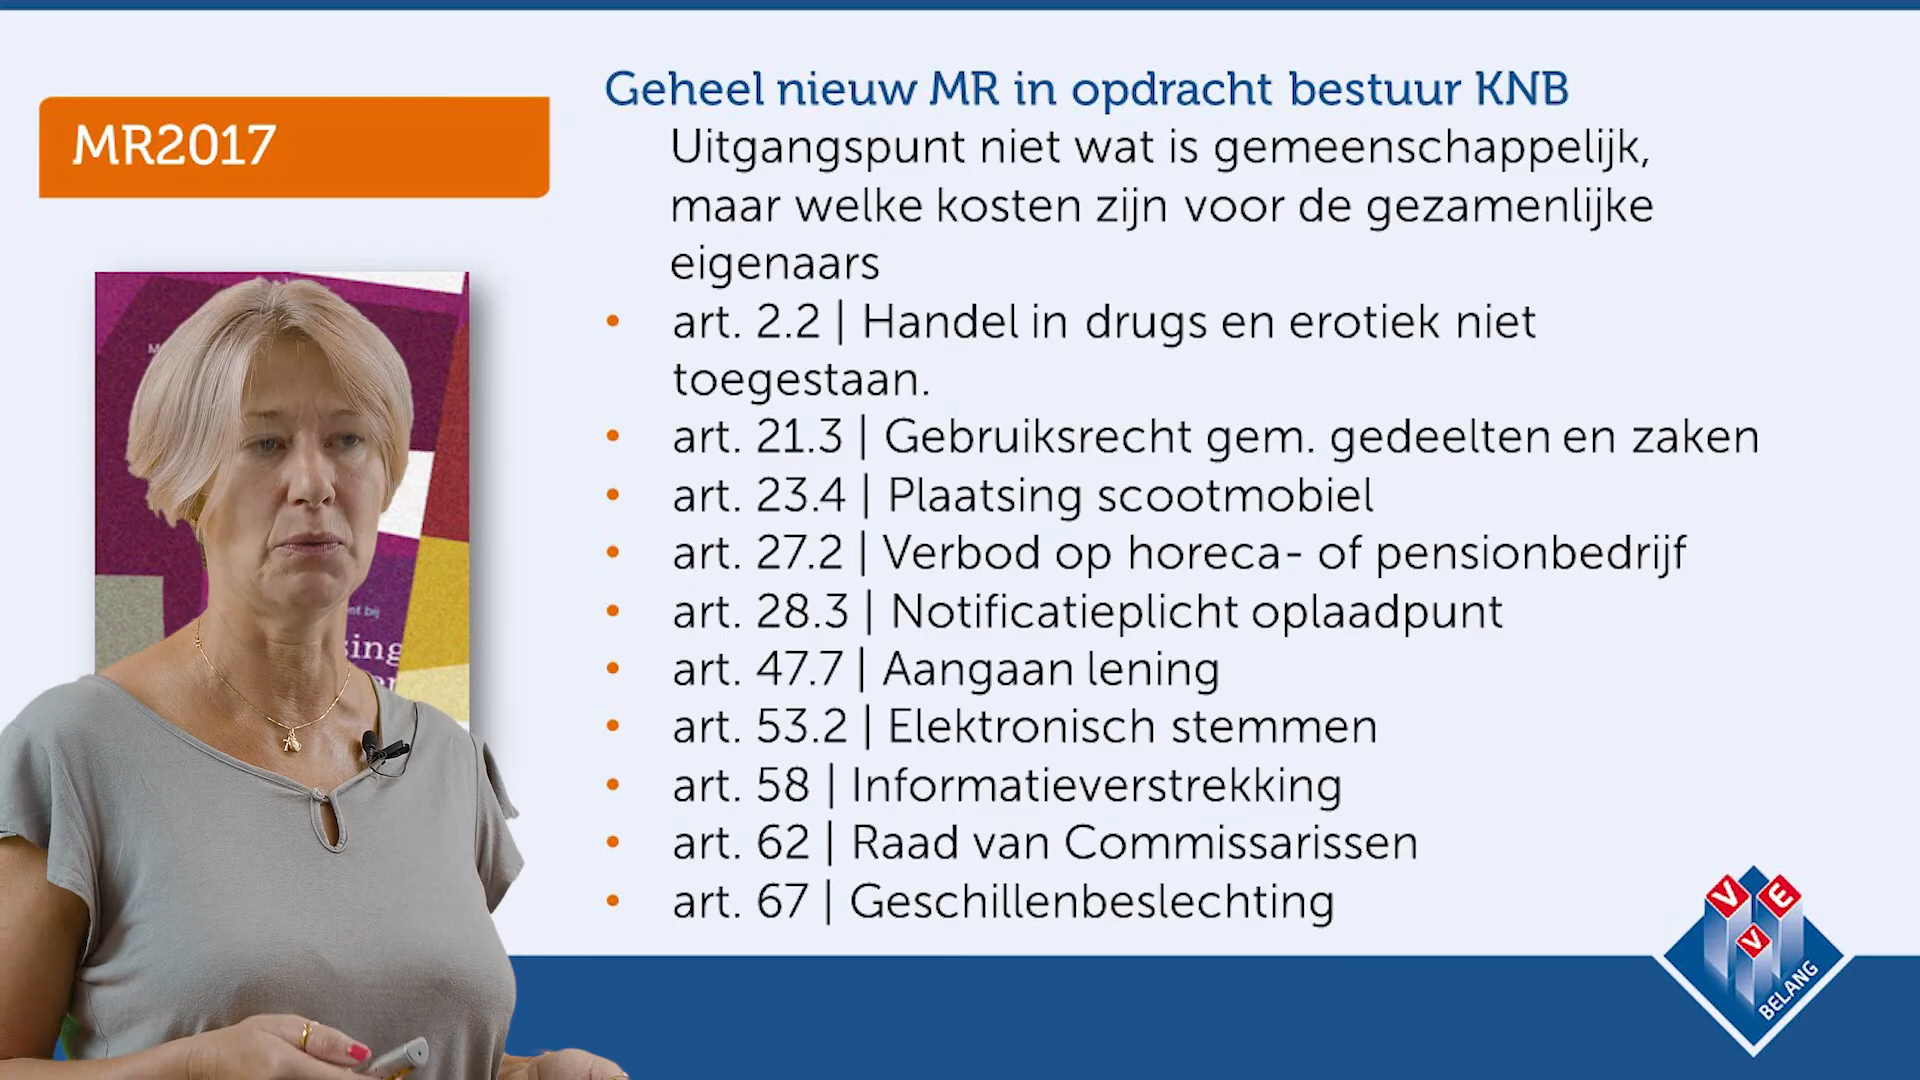 MR2017
Geheel nieuw MR in opdracht bestuur KNB
Uitgangspunt niet wat is gemeenschappelijk,
maar welke kosten zijn voor de gezamenlijke
eigenaars
• art. 2.2 | Handel in drugs en erotiek niet
toegestaan.
• art. 21.3 | Gebruiksrecht gem. gedeelten en zaken
• art. 23.4 | Plaatsing scootmobiel
• art. 27.2 | Verbod op horeca- of pensionbedrijf
• art. 28.3 | Notificatieplicht oplaadpunt
• art. 47.7 | Aangaan lening
• art. 53.2 | Elektronisch stemmen
• art. 58 | Informatieverstrekking
• art. 62 | Raad van Commissarissen
• art. 67 | Geschillenbeslechting
VVE
BELANG